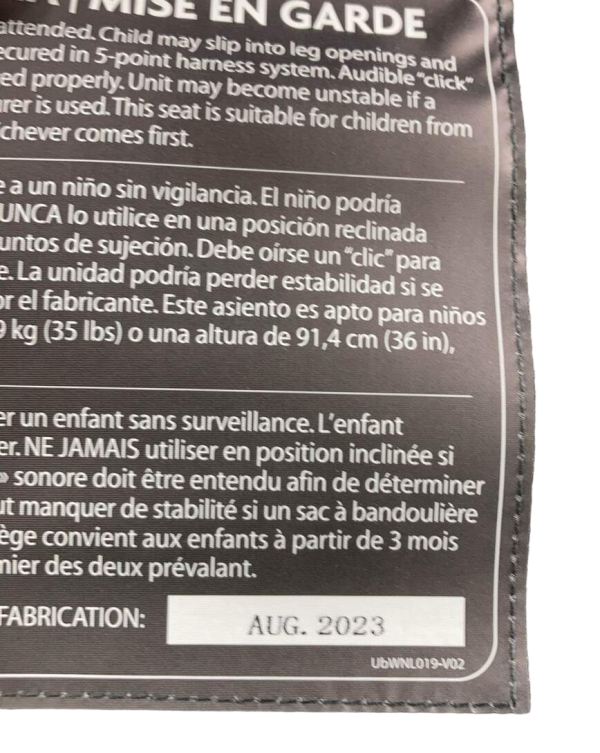 MISE EN GARDE
attended. Child may slip into leg openings and
ecured in 5-point harness system. Audible "click"
ed properly. Unit may become unstable if a
rer is used. This seat is suitable for children from
ichever comes first.
e a un niño sin vigilancia. El niño podría
UNCA lo utilice en una posición reclinada
untos de sujeción. Debe oírse un "clic" para
e. La unidad podría perder estabilidad si se
or el fabricante. Este asiento es apto para niños
9 kg (35 lbs) o una altura de 91,4 cm (36 in),
er un enfant sans surveillance. L'enfant
er. NE JAMAIS utiliser en position inclinée si
» sonore doit être entendu afin de déterminer
ut manquer de stabilité si un sac à bandoulière
ège convient aux enfants à partir de 3 mois
mier des deux prévalant.
FABRICATION: AUG. 2023
UbWNL019-V02